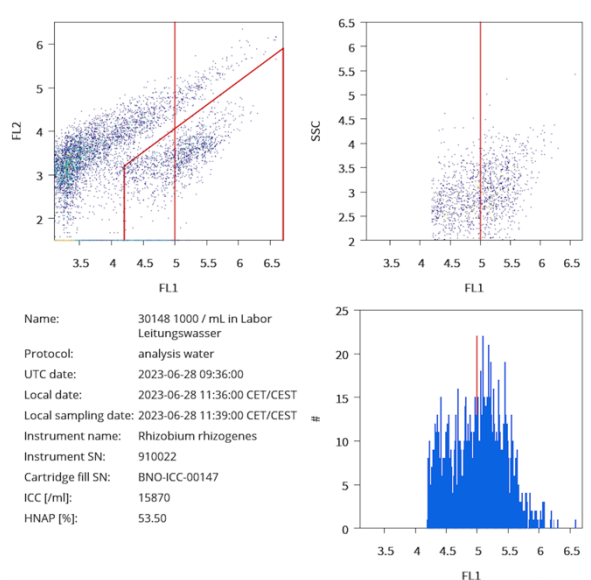 6.5
6
6
5.5
5
5
FL2
4
SSC
4.5
4
3.5
3
3
2.5
2
2
3.5 4 4.5 5 5.5 6 6.5
3.5 4 4.5 5 5.5 6 6.5
FL1
FL1
Name: 30148 1000 / mL in Labor
Leitungswasser
Protocol: analysis water
UTC date: 2023-06-28 09:36:00
Local date: 2023-06-28 11:36:00 CET/CEST
Local sampling date: 2023-06-28 11:39:00 CET/CEST
Instrument name: Rhizobium rhizogenes
Instrument SN: 910022
Cartridge fill SN: BNO-ICC-00147
ICC [/ml]: 15870
HNAP [%]: 53.50
25
20
15
#
10
5
0
3.5 4 4.5 5 5.5 6 6.5
FL1